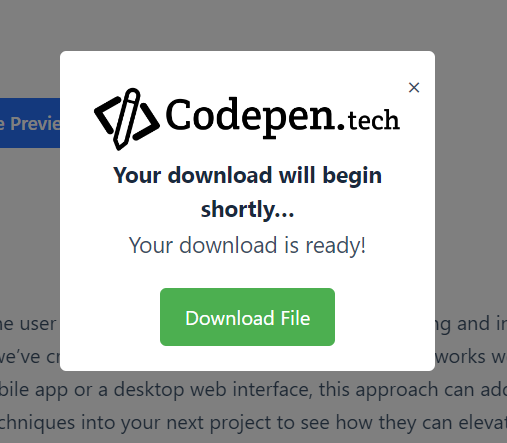 e Previe
×
Codepen.tech
Your download will begin
shortly...
Your download is ready!
Download File
ne user
ng and in
we've cr
works w
bile app or a desktop web interface, this approach can add
chniques into your next project to see how they can elevat